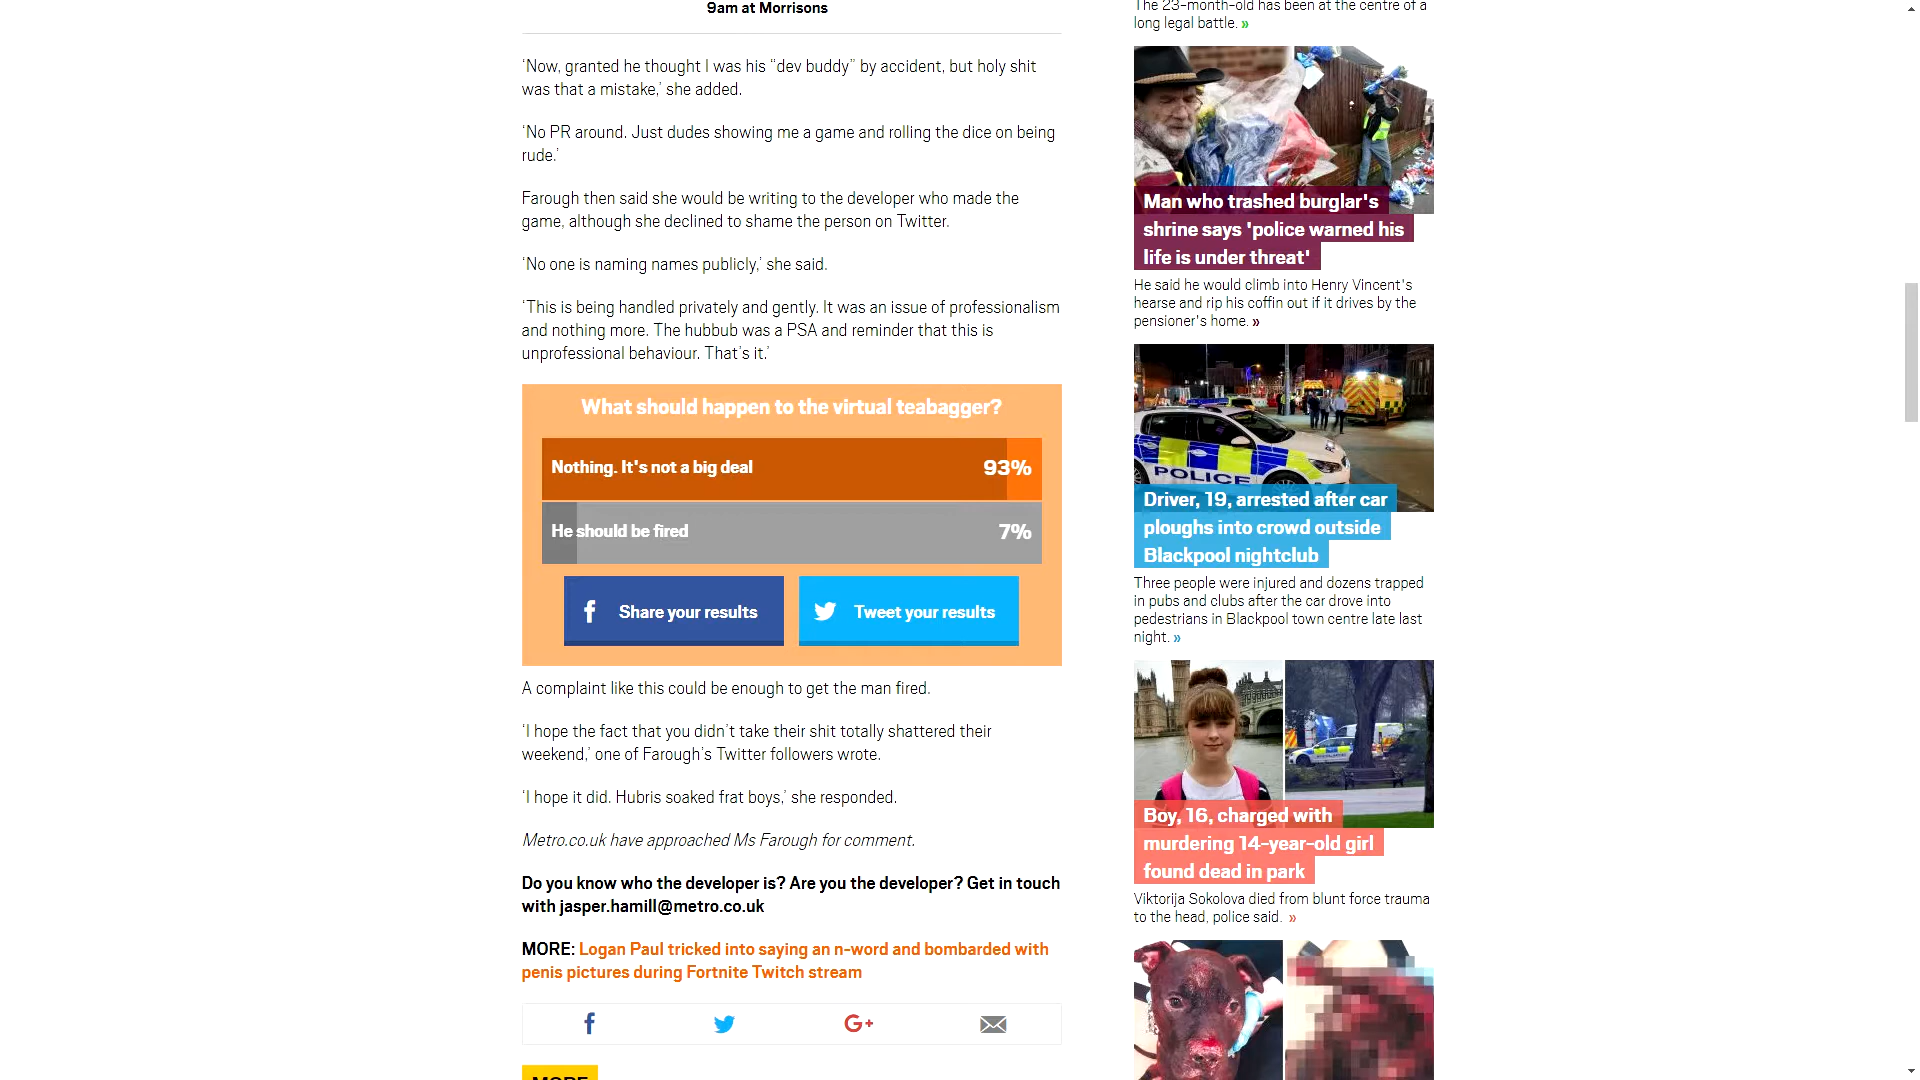 9am at Morrisons
‘Now, granted he thought I was his “dev buddy” by accident, but holy shit
was that a mistake,’ she added.
‘No PR around. Just dudes showing me a game and rolling the dice on being
rude.’
Farough then said she would be writing to the developer who made the
game, although she declined to shame the person on Twitter.
‘No one is naming names publicly,’ she said.
‘This is being handled privately and gently. It was an issue of professionalism
and nothing more. The hubbub was a PSA and reminder that this is
unprofessional behaviour. That’s it.’
What should happen to the virtual teabagger?
Nothing. It's not a big deal 93%
He should be fired 7%
Share your results
Tweet your results
A complaint like this could be enough to get the man fired.
‘I hope the fact that you didn’t take their shit totally shattered their
weekend,’ one of Farough’s Twitter followers wrote.
‘I hope it did. Hubris soaked frat boys,’ she responded.
Metro.co.uk have approached Ms Farough for comment.
Do you know who the developer is? Are you the developer? Get in touch
with jasper.hamill@metro.co.uk
MORE: Logan Paul tricked into saying an n-word and bombarded with
penis pictures during Fortnite Twitch stream
G+
MORE
The 23-month-old has been at the centre of a
long legal battle. »
Man who trashed burglar's
shrine says 'police warned his
life is under threat'
He said he would climb into Henry Vincent's
hearse and rip his coffin out if it drives by the
pensioner's home. »
POLICE
Driver, 19, arrested after car
ploughs into crowd outside
Blackpool nightclub
Three people were injured and dozens trapped
in pubs and clubs after the car drove into
pedestrians in Blackpool town centre late last
night. »
Boy, 16, charged with
murdering 14-year-old girl
found dead in park
Viktorija Sokolova died from blunt force trauma
to the head, police said. »